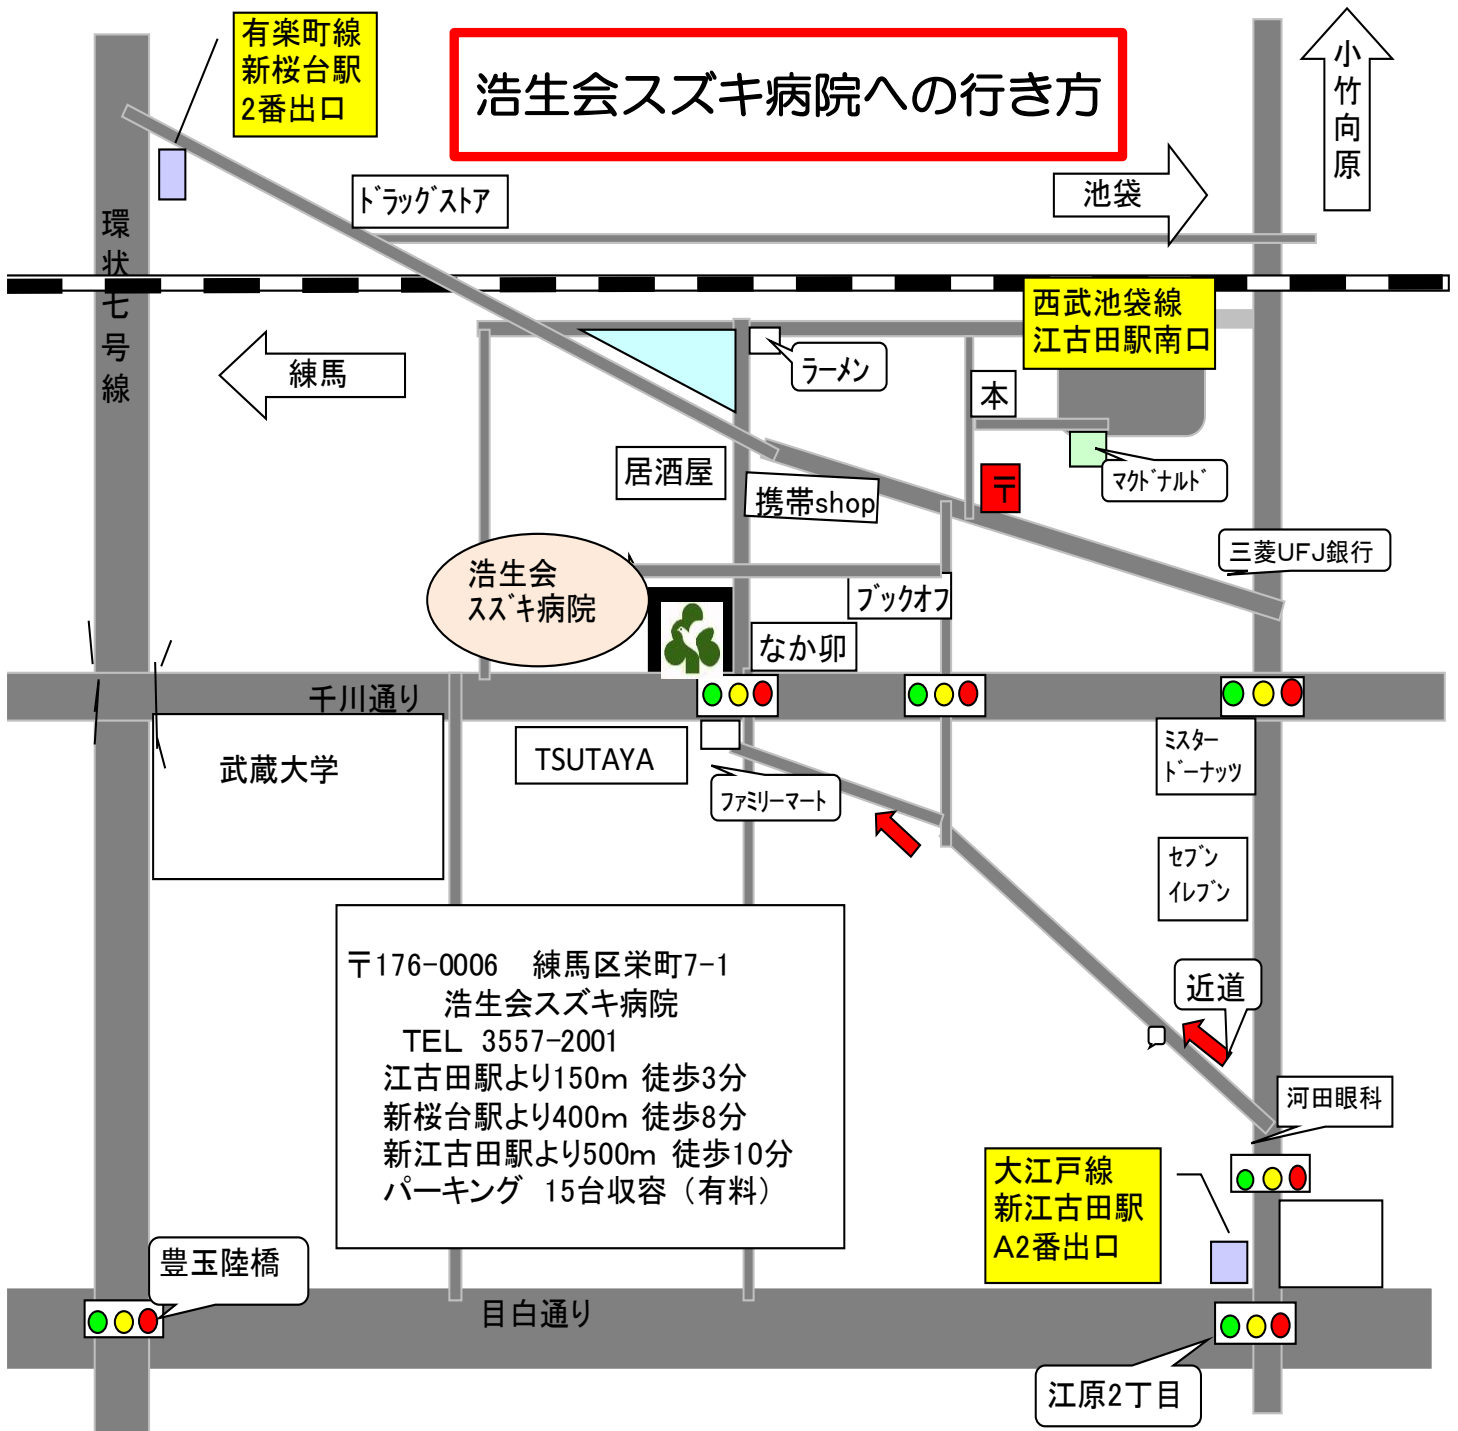 有楽町線
新桜台駅
2番出口
浩生会スズキ病院への行き方
小竹向原
池袋
ﾄﾞﾗｯｸﾞｽﾄｱ
環状七号線
西武池袋線
江古田駅南口
練馬
ﾗｰﾒﾝ
本
居酒屋
携帯shop
〒
ﾏｸﾄﾞﾅﾙﾄﾞ
三菱UFJ銀行
浩生会
ｽｽﾞｷ病院
ﾌﾞｯｸｵﾌ
なか卯
千川通り
武蔵大学
TSUTAYA
ﾌｧﾐﾘｰﾏｰﾄ
ﾐｽﾀｰ
ﾄﾞｰﾅｯﾂ
ｾﾌﾞﾝ
ｲﾚﾌﾞﾝ
〒176-0006　練馬区栄町7-1
浩生会スズキ病院
TEL 3557-2001
江古田駅より150m 徒歩3分
新桜台駅より400m 徒歩8分
新江古田駅より500m 徒歩10分
パーキング 15台収容（有料）
近道
河田眼科
大江戸線
新江古田駅
A2番出口
豊玉陸橋
目白通り
江原2丁目